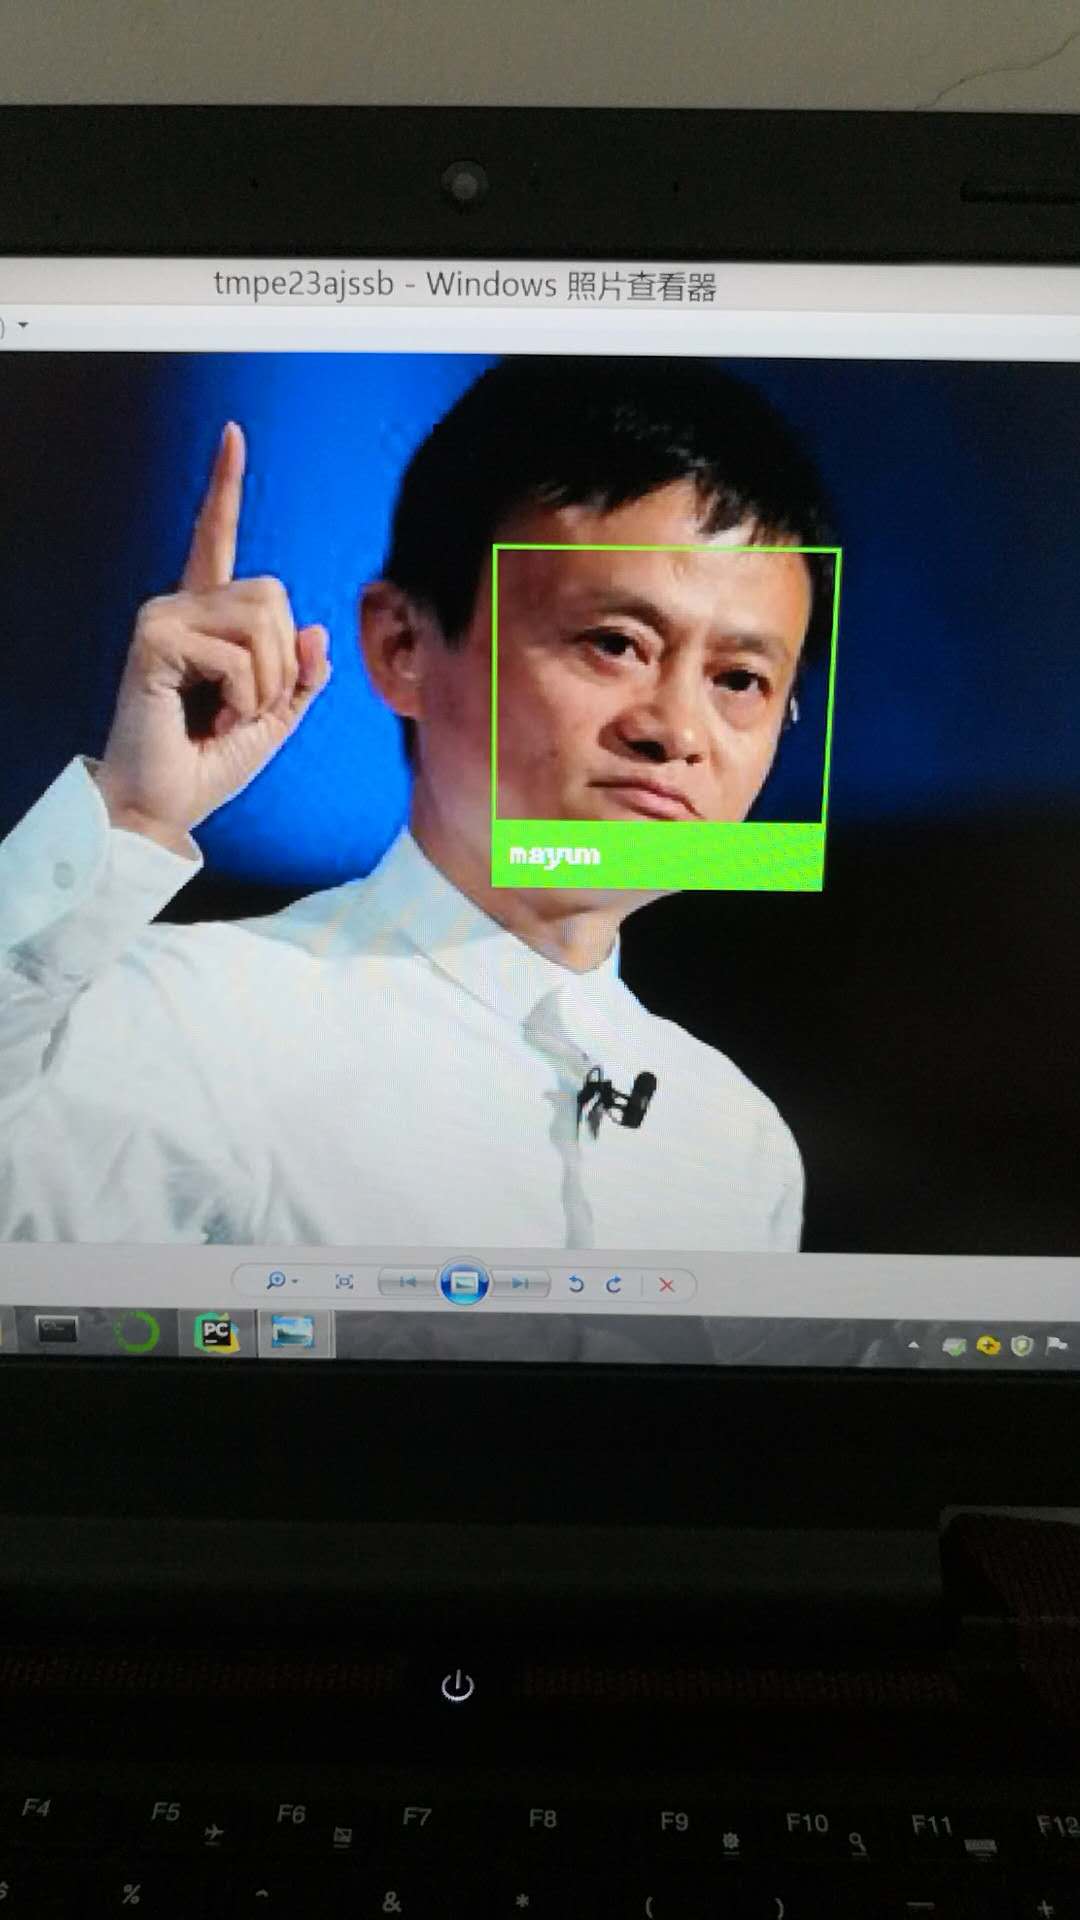 tmpe23ajssb - Windows 照片查看器
mayun
PC
F4 F5 F6 F7 F8 F9 F10 F11 F12
% ^ & * ( ) — +